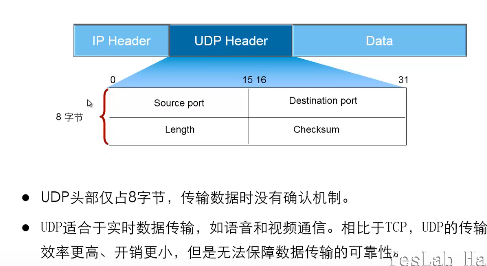 IP Header UDP Header Data
0 15 16 31
Source port Destination port
8 字节
Length Checksum
● UDP头部仅占8字节，传输数据时没有确认机制。
● UDP适合于实时数据传输，如语音和视频通信。相比于TCP，UDP的传输
效率更高、开销更小，但是无法保障数据传输的可靠性。
YesLab Ha